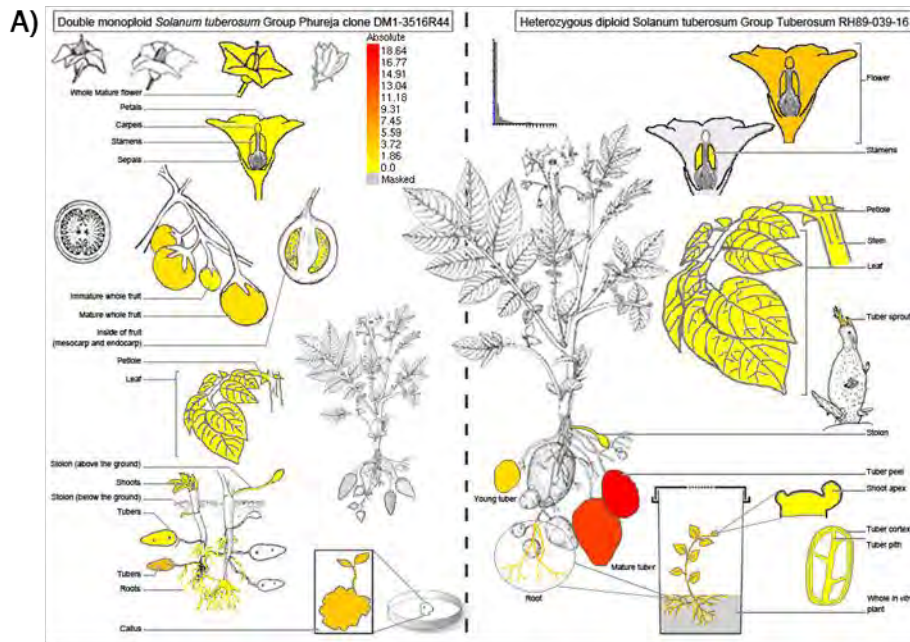 A)
Double monoploid Solanum tuberosum Group Phureja clone DM1-3516R44
Whole Mature flower
Petals
Carpels
Stamens
Sepals
Absolute
18.64
16.77
14.91
13.04
11.18
9.31
7.45
5.59
3.72
1.86
0.0
Masked
Immature whole fruit
Mature whole fruit
Inside of fruit
(mesocarp and endocarp)
Petiole
Leaf
Stolon (above the ground)
Shoots
Stolon (below the ground)
Tubers
Tubers
Roots
Callus
Heterozygous diploid Solanum tuberosum Group Tuberosum RH89-039-16
Flower
Stamens
Petiole
Stem
Leaf
Tuber sprout
Stolon
Young tuber
Tuber peel
Shoot apex
Mature tuber
Tuber cortex
Tuber pith
Root
Whole in vitro
plant